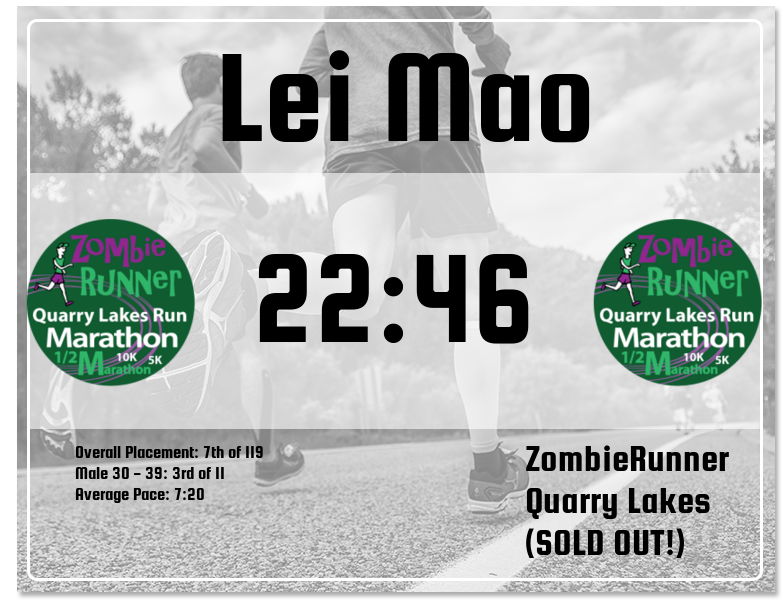 Lei Mao
22:46
Zombie
Runner
Quarry Lakes Run
Marathon
1/2 Marathon
10K 5K
Zombie
Runner
Quarry Lakes Run
Marathon
1/2 Marathon
10K 5K
Overall Placement: 7th of 119
Male 30 - 39: 3rd of 11
Average Pace: 7:20
ZombieRunner
Quarry Lakes
(SOLD OUT!)